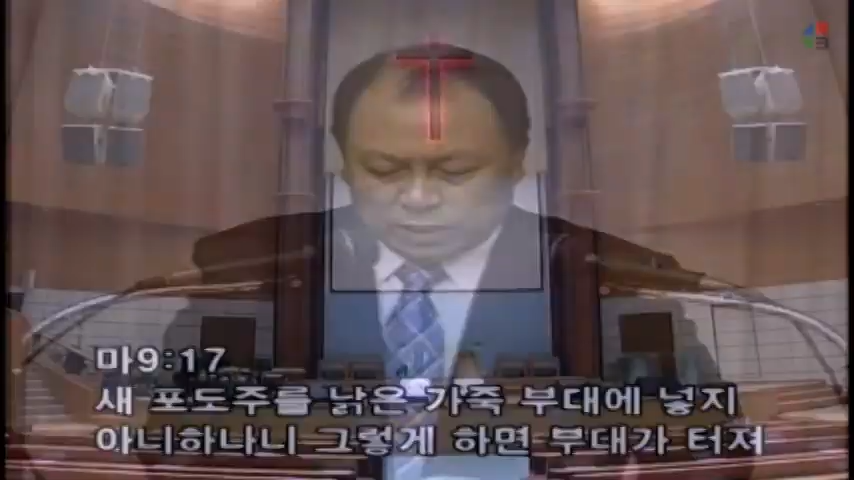 마9:17
새 포도주를 낡은 가죽 부대에 넣지
아니하나니 그렇게 하면 부대가 터져